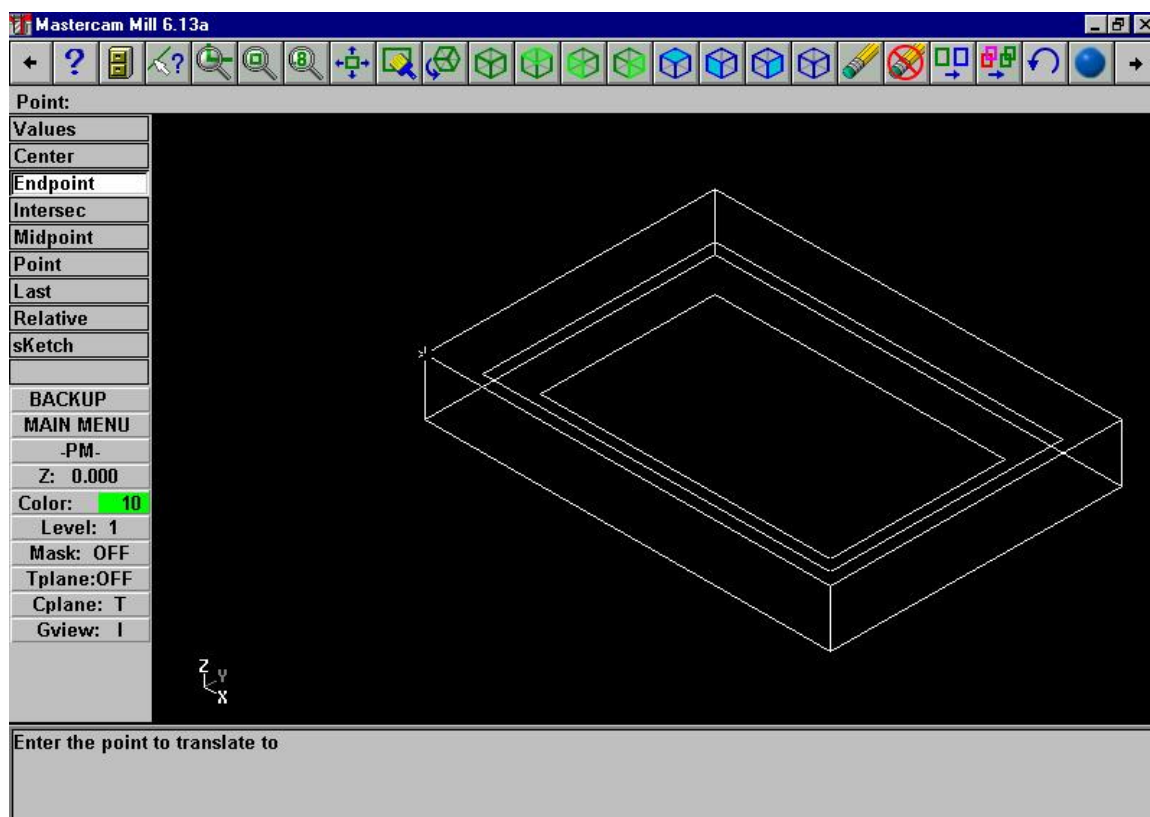 Mastercam Mill 6.13a
? ? 8
Point:
Values
Center
Endpoint
Intersec
Midpoint
Point
Last
Relative
sKetch
BACKUP
MAIN MENU
-PM-
Z: 0.000
Color: 10
Level: 1
Mask: OFF
Tplane:OFF
Cplane: T
Gview: I
Z
Y
X
Enter the point to translate to